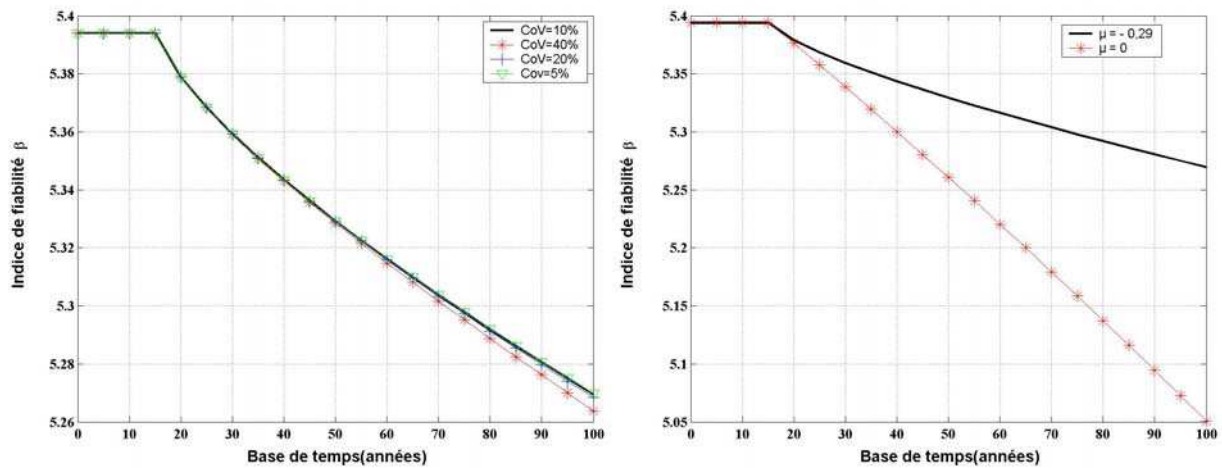 5.4
5.38
5.36
5.34
5.32
5.3
5.28
5.26
Indice de fiabilité β
0 10 20 30 40 50 60 70 80 90 100
Base de temps(années)
CoV=10%
CoV=40%
CoV=20%
Cov=5%
5.4
5.35
5.3
5.25
5.2
5.15
5.1
5.05
Indice de fiabilité β
0 10 20 30 40 50 60 70 80 90 100
Base de temps(années)
μ = - 0,29
μ = 0